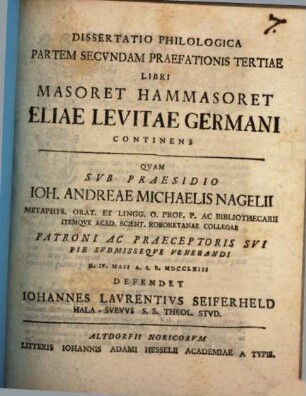 7.
DISSERTATIO PHILOLOGICA
PARTEM SECVNDAM PRAEFATIONIS TERTIAE
LIBRI
MASORET HAMMASORET
ELIAE LEVITAE GERMANI
CONTINENS
QVAM
SVB PRAESIDIO
IOH. ANDREAE MICHAELIS NAGELII
METAPHYS. ORAT. ET LINGG. O. PROF. P. AC BIBLIOTHECARII
ITEMQVE ACAD. SCIENT. ROBORETANAE COLLEGAE
PATRONI AC PRAECEPTORIS SVI
PIE SVBMISSEQVE VENERANDI
D. IV. MAII A. S. R. MDCCLXIII
DEFENDET
IOHANNES LAVRENTIVS SEIFERHELD
HALA-SVEVVS S. S. THEOL. STVD.
ALTDORFII NORICORVM
LITTERIS IOHANNIS ADAMI HESSELII ACADEMIAE A TYPIS.